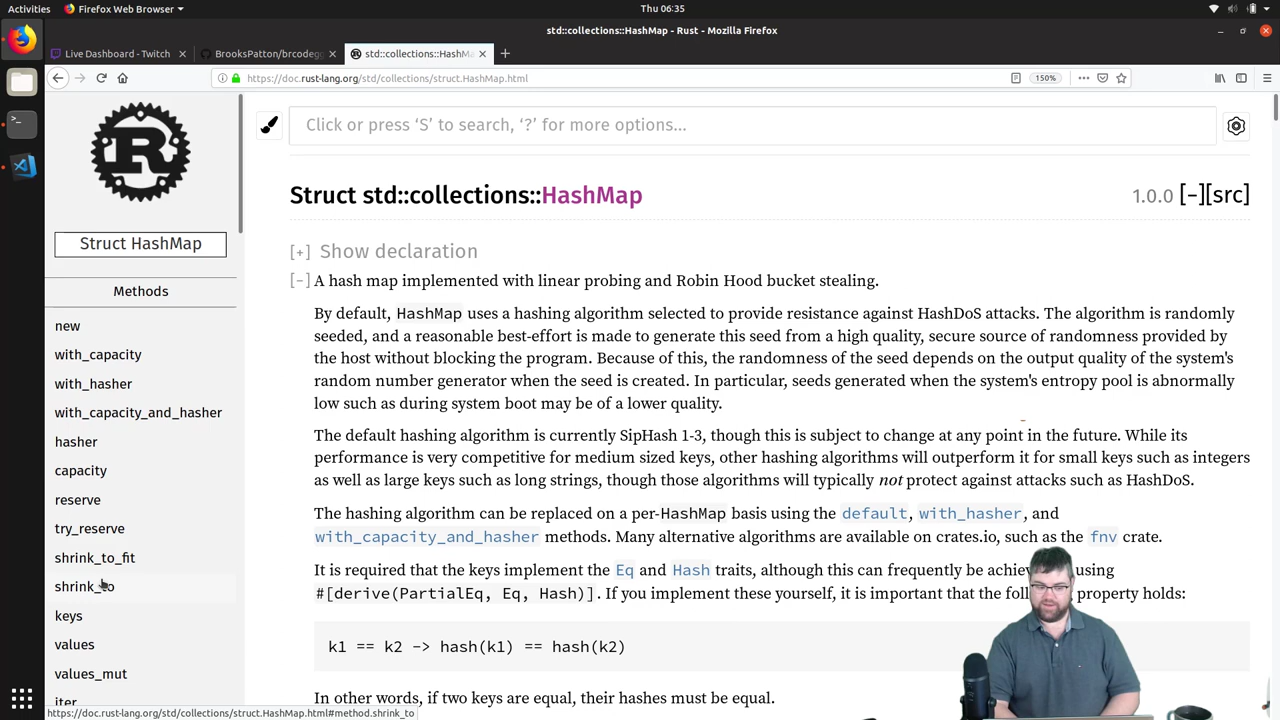 Activities
Firefox Web Browser
Thu 06:35
std::collections::HashMap - Rust - Mozilla Firefox
Live Dashboard - Twitch
BrooksPatton/brcodeg
std::collections::HashMa
https://doc.rust-lang.org/std/collections/struct.HashMap.html
150%
Click or press ‘S’ to search, ‘?’ for more options…
Struct std::collections::HashMap
1.0.0 [-][src]
Struct HashMap
Methods
new
with_capacity
with_hasher
with_capacity_and_hasher
hasher
capacity
reserve
try_reserve
shrink_to_fit
shrink_to
keys
values
values_mut
iter
[+] Show declaration
[-] A hash map implemented with linear probing and Robin Hood bucket stealing.
By default, HashMap uses a hashing algorithm selected to provide resistance against HashDoS attacks. The algorithm is randomly
seeded, and a reasonable best-effort is made to generate this seed from a high quality, secure source of randomness provided by
the host without blocking the program. Because of this, the randomness of the seed depends on the output quality of the system's
random number generator when the seed is created. In particular, seeds generated when the system's entropy pool is abnormally
low such as during system boot may be of a lower quality.
The default hashing algorithm is currently SipHash 1-3, though this is subject to change at any point in the future. While its
performance is very competitive for medium sized keys, other hashing algorithms will outperform it for small keys such as integers
as well as large keys such as long strings, though those algorithms will typically not protect against attacks such as HashDoS.
The hashing algorithm can be replaced on a per-HashMap basis using the default, with_hasher, and
with_capacity_and_hasher methods. Many alternative algorithms are available on crates.io, such as the fnv crate.
It is required that the keys implement the Eq and Hash traits, although this can frequently be achie using
#[derive(PartialEq, Eq, Hash)]. If you implement these yourself, it is important that the fol property holds:
k1 == k2 -> hash(k1) == hash(k2)
In other words, if two keys are equal, their hashes must be equal.
https://doc.rust-lang.org/std/collections/struct.HashMap.html#method.shrink_to